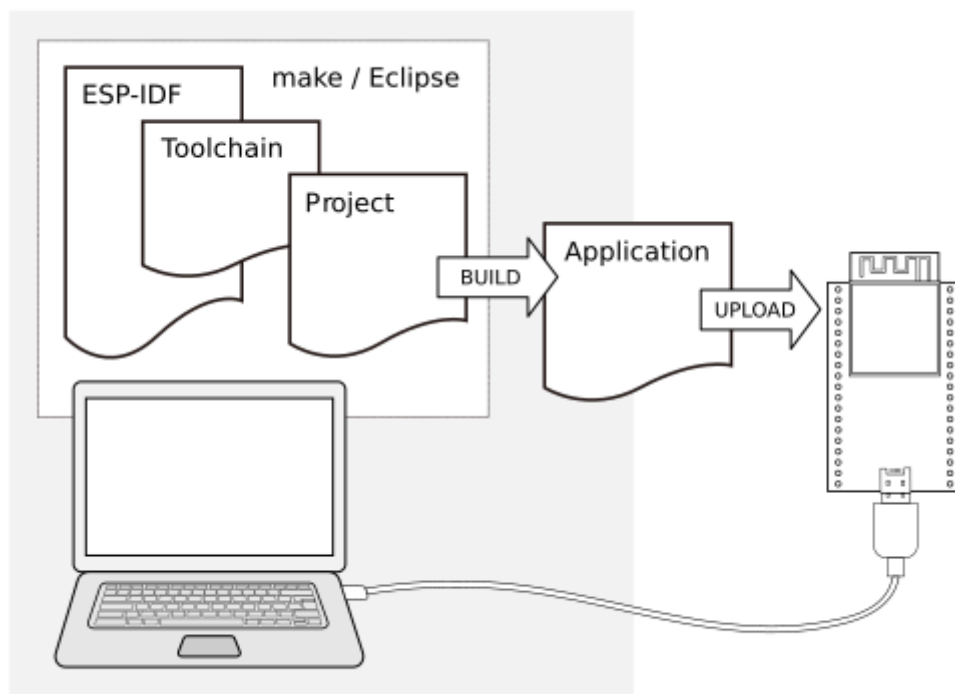 ESP-IDF
make / Eclipse
Toolchain
Project
BUILD
Application
UPLOAD